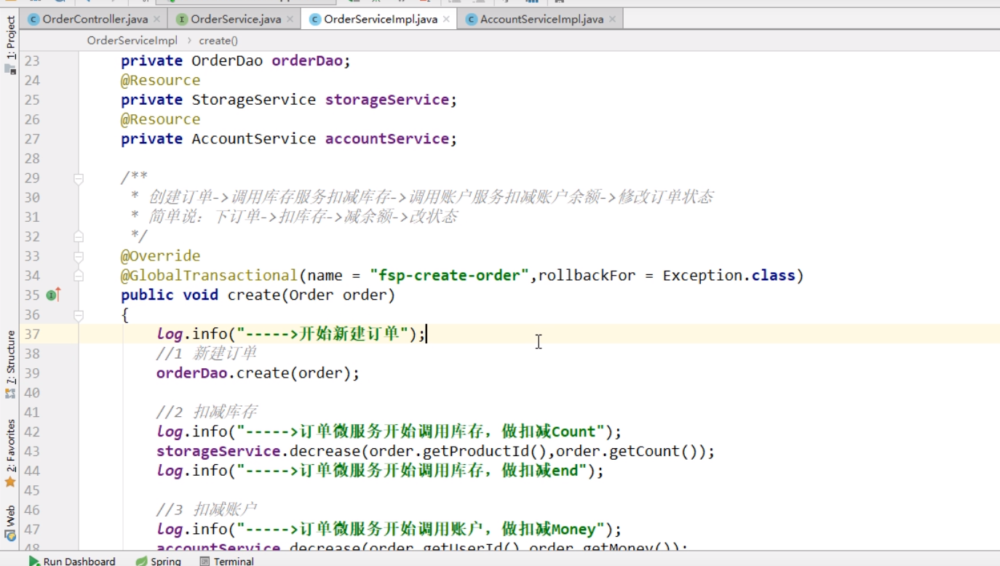 OrderController.java OrderService.java OrderServiceImpl.java AccountServiceImpl.java
OrderServiceImpl create()
1: Project
7: Structure
2: Favorites
Web
23 private OrderDao orderDao;
24 @Resource
25 private StorageService storageService;
26 @Resource
27 private AccountService accountService;
28
29 /**
30 * 创建订单->调用库存服务扣减库存->调用账户服务扣减账户余额->修改订单状态
31 * 简单说：下订单->扣库存->减余额->改状态
32 */
33 @Override
34 @GlobalTransactional(name = "fsp-create-order",rollbackFor = Exception.class)
35 public void create(Order order)
36 {
37 log.info("----->开始新建订单");
38 //1 新建订单
39 orderDao.create(order);
40
41 //2 扣减库存
42 log.info("----->订单微服务开始调用库存，做扣减Count");
43 storageService.decrease(order.getProductId(),order.getCount());
44 log.info("----->订单微服务开始调用库存，做扣减end");
45
46 //3 扣减账户
47 log.info("----->订单微服务开始调用账户，做扣减Money");
48 accountService.decrease(order.getUserId(),order.getMoney());
Run Dashboard Spring Terminal